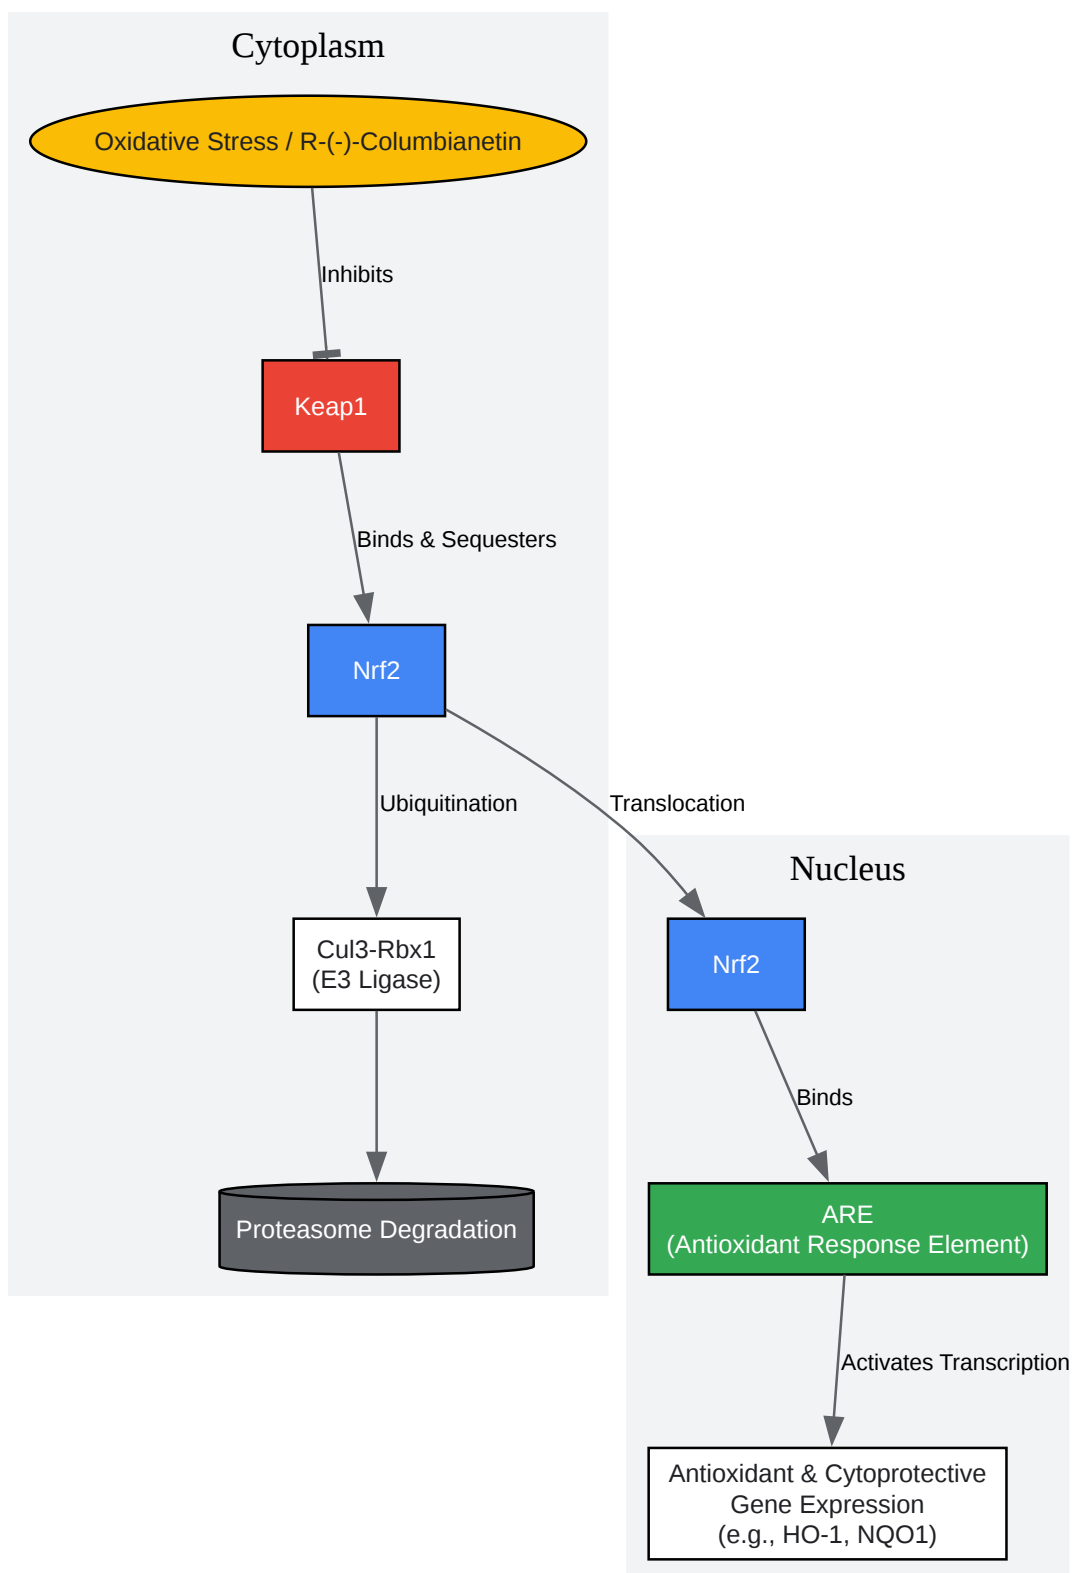 Cytoplasm
Oxidative Stress / R-(-)-Columbianetin
Inhibits
Keap1
Binds & Sequesters
Nrf2
Ubiquitination
Translocation
Nucleus
Cul3-Rbx1
(E3 Ligase)
Nrf2
Binds
Proteasome Degradation
ARE
(Antioxidant Response Element)
Activates Transcription
Antioxidant & Cytoprotective
Gene Expression
(e.g., HO-1, NQO1)